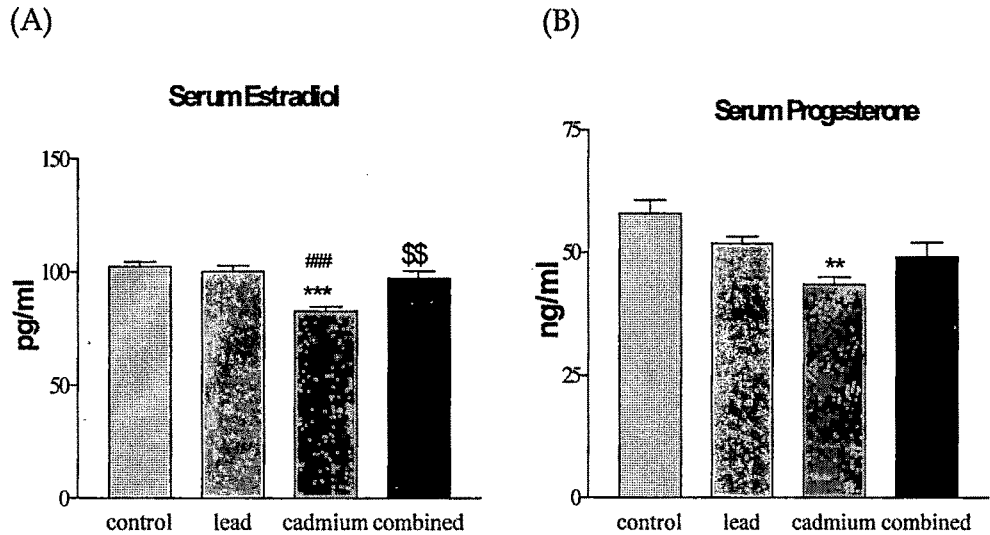 (A)
Serum Estradiol
150
100
50
0
pg/ml
###
***
$$
control lead cadmium combined
(B)
Serum Progesterone
75
50
25
0
ng/ml
**
control lead cadmium combined